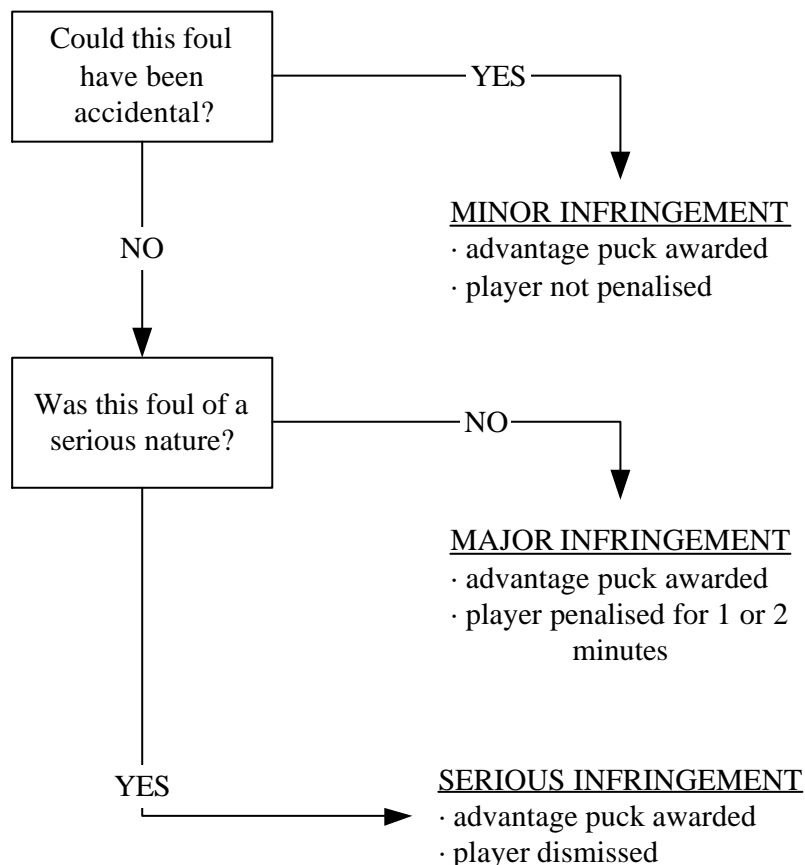 Could this foul
have been
accidental?
YES
MINOR INFRINGEMENT
· advantage puck awarded
· player not penalised
NO
Was this foul of a
serious nature?
NO
MAJOR INFRINGEMENT
· advantage puck awarded
· player penalised for 1 or 2
minutes
YES
SERIOUS INFRINGEMENT
· advantage puck awarded
· player dismissed